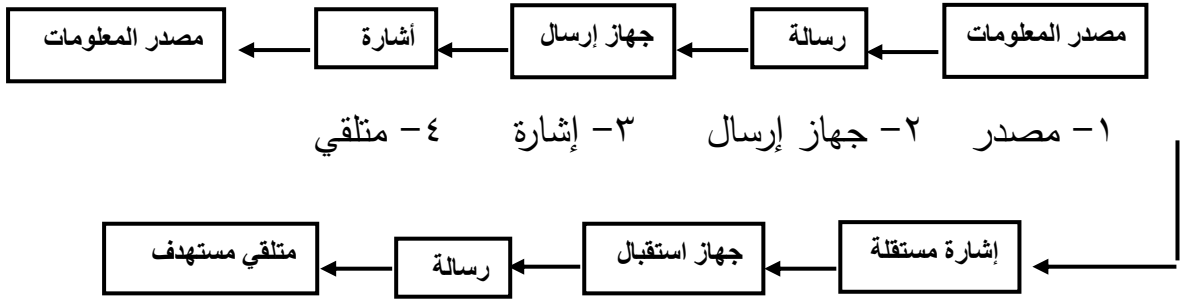 مصدر المعلومات رسالة جهاز إرسال أشارة مصدر المعلومات
١- مصدر ٢- جهاز إرسال ٣- إشارة ٤- متلقي
إشارة مستقلة جهاز استقبال رسالة متلقي مستهدف